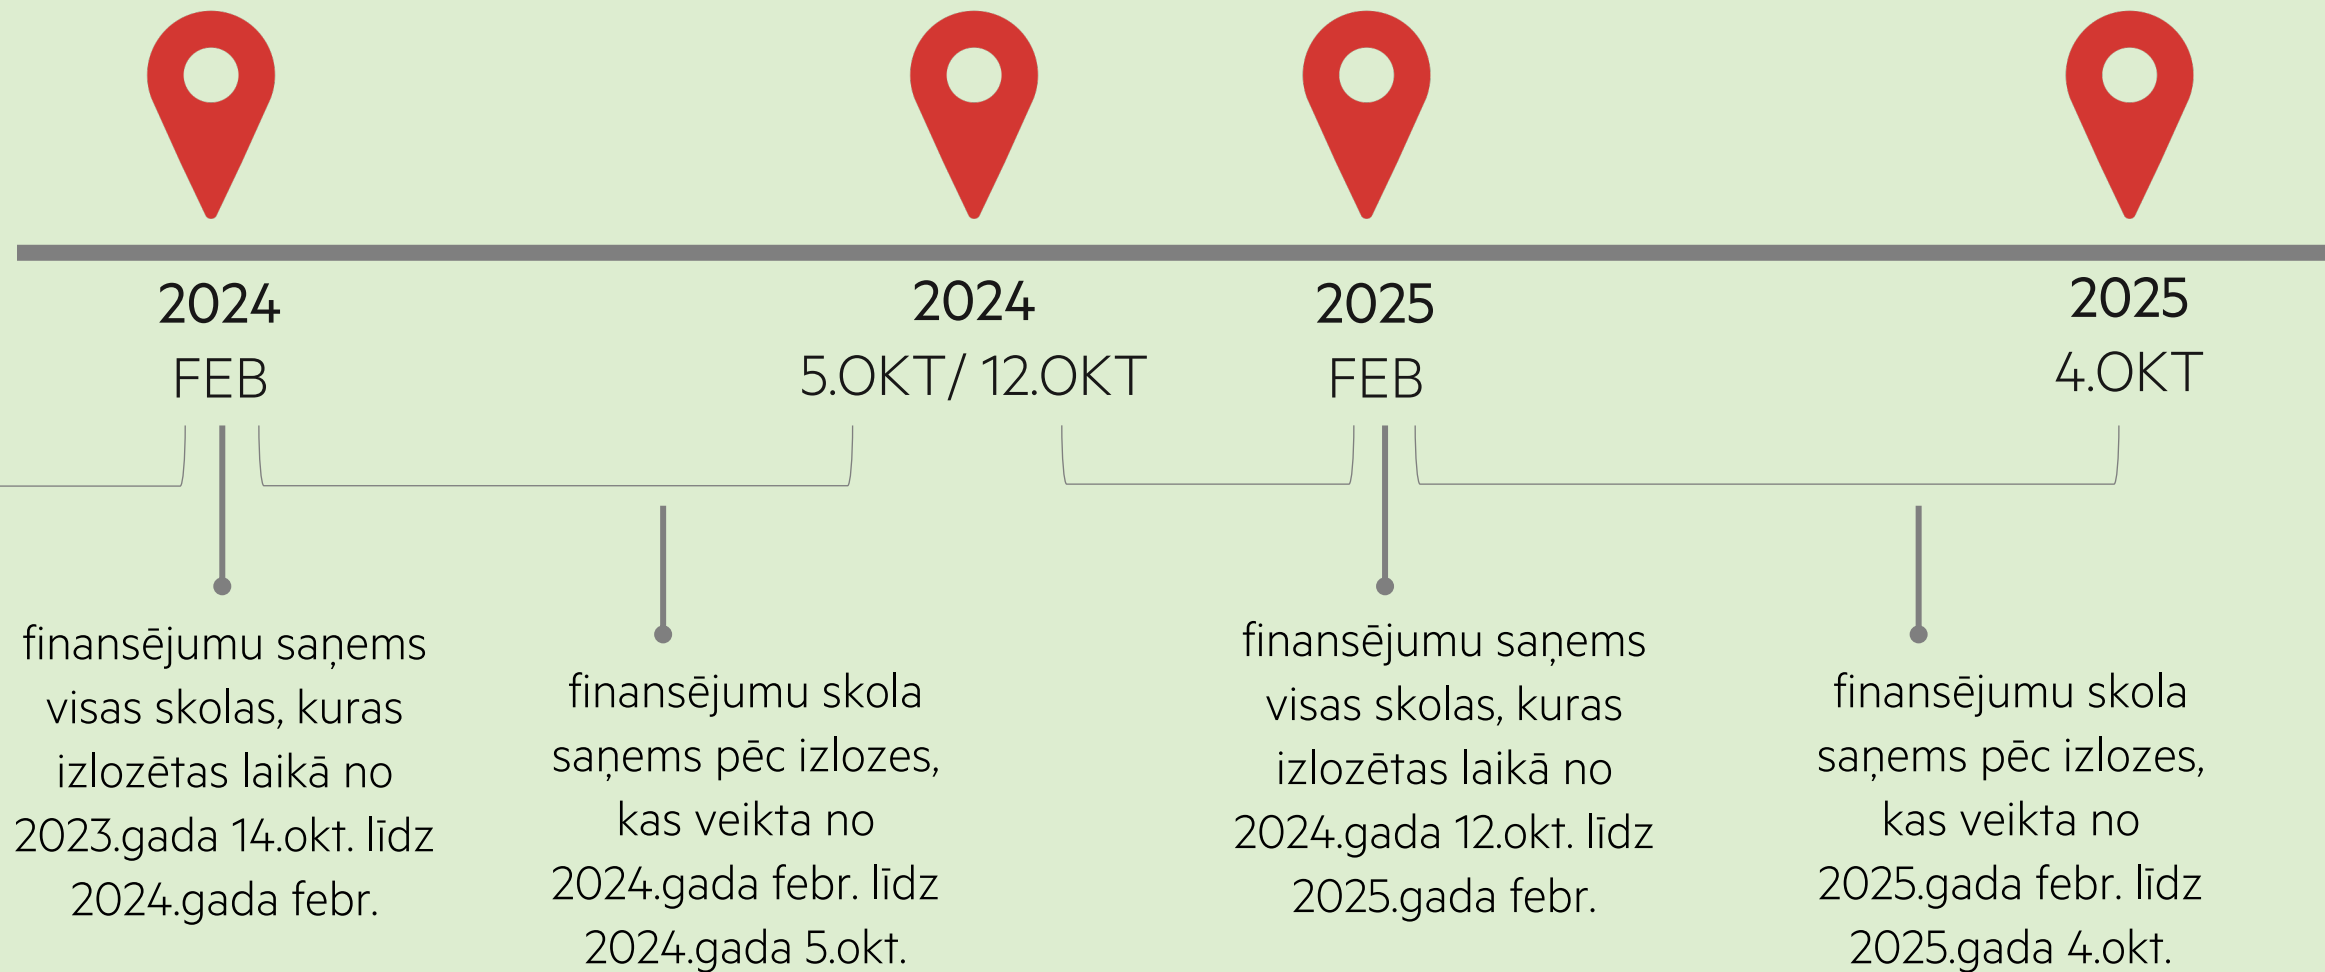 2024
FEB
2024
5.OKT/ 12.OKT
2025
FEB
2025
4.OKT
finansējumu saņems
visas skolas, kuras
izlozētas laikā no
2023.gada 14.okt. līdz
2024.gada febr.
finansējumu skola
saņems pēc izlozes,
kas veikta no
2024.gada febr. līdz
2024.gada 5.okt.
finansējumu saņems
visas skolas, kuras
izlozētas laikā no
2024.gada 12.okt. līdz
2025.gada febr.
finansējumu skola
saņems pēc izlozes,
kas veikta no
2025.gada febr. līdz
2025.gada 4.okt.